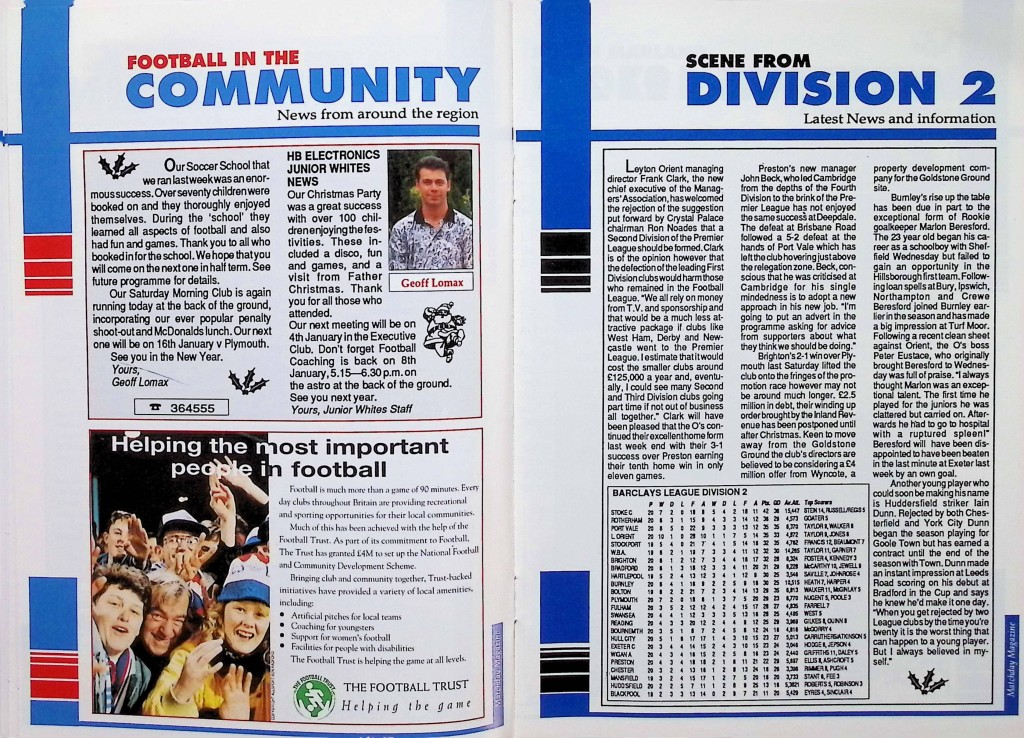 FOOTBALL IN THE
COMMUNITY
News from around the region
Our Soccer School that
we ran last week was an enor-
mous success. Over seventy children were
booked on and they thoroughly enjoyed
themselves. During the 'school' they
learned all aspects of football and also
had fun and games. Thank you to all who
booked in for the school. We hope that you
will come on the next one in half term. See
future programme for details.
Our Saturday Morning Club is again
running today at the back of the ground,
incorporating our ever popular penalty
shoot-out and McDonalds lunch. Our next
one will be on 16th January v Plymouth.
See you in the New Year.
Yours,
Geoff Lomax
☎ 364555
HB ELECTRONICS
JUNIOR WHITES
NEWS
Our Christmas Party
was a great success
with over 100 chil-
dren enjoying the fes-
tivities. These in-
cluded a disco, fun
and games, and a
visit from Father
Christmas. Thank
you for all those who
attended.
Our next meeting will be on
4th January in the Executive
Club. Don't forget Football
Coaching is back on 8th
January, 5.15—6.30 p.m. on
the astro at the back of the ground.
See you next year.
Yours, Junior Whites Staff
Geoff Lomax
Helping the most important
people in football
Football is much more than a game of 90 minutes. Every
day clubs throughout Britain are providing recreational
and sporting opportunities for their local communities.
Much of this has been achieved with the help of the
Football Trust. As part of its commitment to Football,
The Trust has granted £4M to set up the National Football
and Community Development Scheme.
Bringing club and community together, Trust-backed
initiatives have provided a variety of local amenities,
including:
• Artificial pitches for local teams
• Coaching for youngsters
• Support for women's football
• Facilities for people with disabilities
The Football Trust is helping the game at all levels.
THE FOOTBALL TRUST
Helping the game
Matchday Magazine
SCENE FROM
DIVISION 2
Latest News and information
Leyton Orient managing
director Frank Clark, the new
chief executive of the Manag-
ers' Association, has welcomed
the rejection of the suggestion
put forward by Crystal Palace
chairman Ron Noades that a
Second Division of the Premier
League should be formed. Clark
is of the opinion however that
the defection of the leading First
Division clubs would harm those
who remained in the Football
League. "We all rely on money
from T.V. and sponsorship and
that would be a much less at-
tractive package if clubs like
West Ham, Derby and New-
castle went to the Premier
League. I estimate that it would
cost the smaller clubs around
£125,000 a year and, eventu-
ally, I could see many Second
and Third Division clubs going
part time if not out of business
all together." Clark will have
been pleased that the O's con-
tinued their excellent home form
last week end with their 3-1
success over Preston earning
their tenth home win in only
eleven games.
Preston's new manager
John Beck, who led Cambridge
from the depths of the Fourth
Division to the brink of the Pre-
mier League has not enjoyed
the same success at Deepdale.
The defeat at Brisbane Road
followed a 5-2 defeat at the
hands of Port Vale which has
left the club hovering just above
the relegation zone. Beck, con-
scious that he was criticised at
Cambridge for his single
mindedness is to adopt a new
approach in his new job. "I'm
going to put an advert in the
programme asking for advice
from supporters about what
they think we should be doing."
Brighton's 2-1 win over Ply-
mouth last Saturday lifted the
club onto the fringes of the pro-
motion race however may not
be around much longer. £2.5
million in debt, their winding up
order brought by the Inland Rev-
enue has been postponed until
after Christmas. Keen to move
away from the Goldstone
Ground the club's directors are
believed to be considering a £4
million offer from Wyncote, a
property development com-
pany for the Goldstone Ground
site.
Burnley's rise up the table
has been due in part to the
exceptional form of Rookie
goalkeeper Marlon Beresford.
The 23 year old began his ca-
reer as a schoolboy with Shef-
field Wednesday but failed to
gain an opportunity in the
Hillsborough first team. Follow-
ing loan spells at Bury, Ipswich,
Northampton and Crewe
Beresford joined Burnley ear-
lier in the season and has made
a big impression at Turf Moor.
Following a recent clean sheet
against Orient, the O's boss
Peter Eustace, who originally
brought Beresford to Wednes-
day was full of praise. "I always
thought Marlon was an excep-
tional talent. The first time he
played for the juniors he was
clattered but carried on. After-
wards he had to go to hospital
with a ruptured spleen!"
Beresford will have been dis-
appointed to have been beaten
in the last minute at Exeter last
week by an own goal.
Another young player who
could soon be making his name
is Huddersfield striker Iain
Dunn. Rejected by both Ches-
terfield and York City Dunn
began the season playing for
Goole Town but has earned a
contract until the end of the
season with Town. Dunn made
an instant impression at Leeds
Road scoring on his debut at
Bradford in the Cup and says
he knew he'd make it one day.
"When you get rejected by two
League clubs by the time you're
twenty it is the worst thing that
can happen to a young player.
But I always believed in my-
self."
BARCLAYS LEAGUE DIVISION 2
P W D L F A W D L F A Pts. GD Av.Att. Top Scorers
STOKE C
ROTHERHAM
PORT VALE
L.ORIENT
STOCKPORT
W.B.A.
BRIGHTON
BRADFORD
HARTLEPOOL
BURNLEY
BOLTON
PLYMOUTH
FULHAM
SWANSEA
READING
BOURNEMTH
HULL CITY
EXETER C
WIGAN A
PRESTON
CHESTER
MANSFIELD
HUDDSFIELD
BLACKPOOL
Matchday Magazine